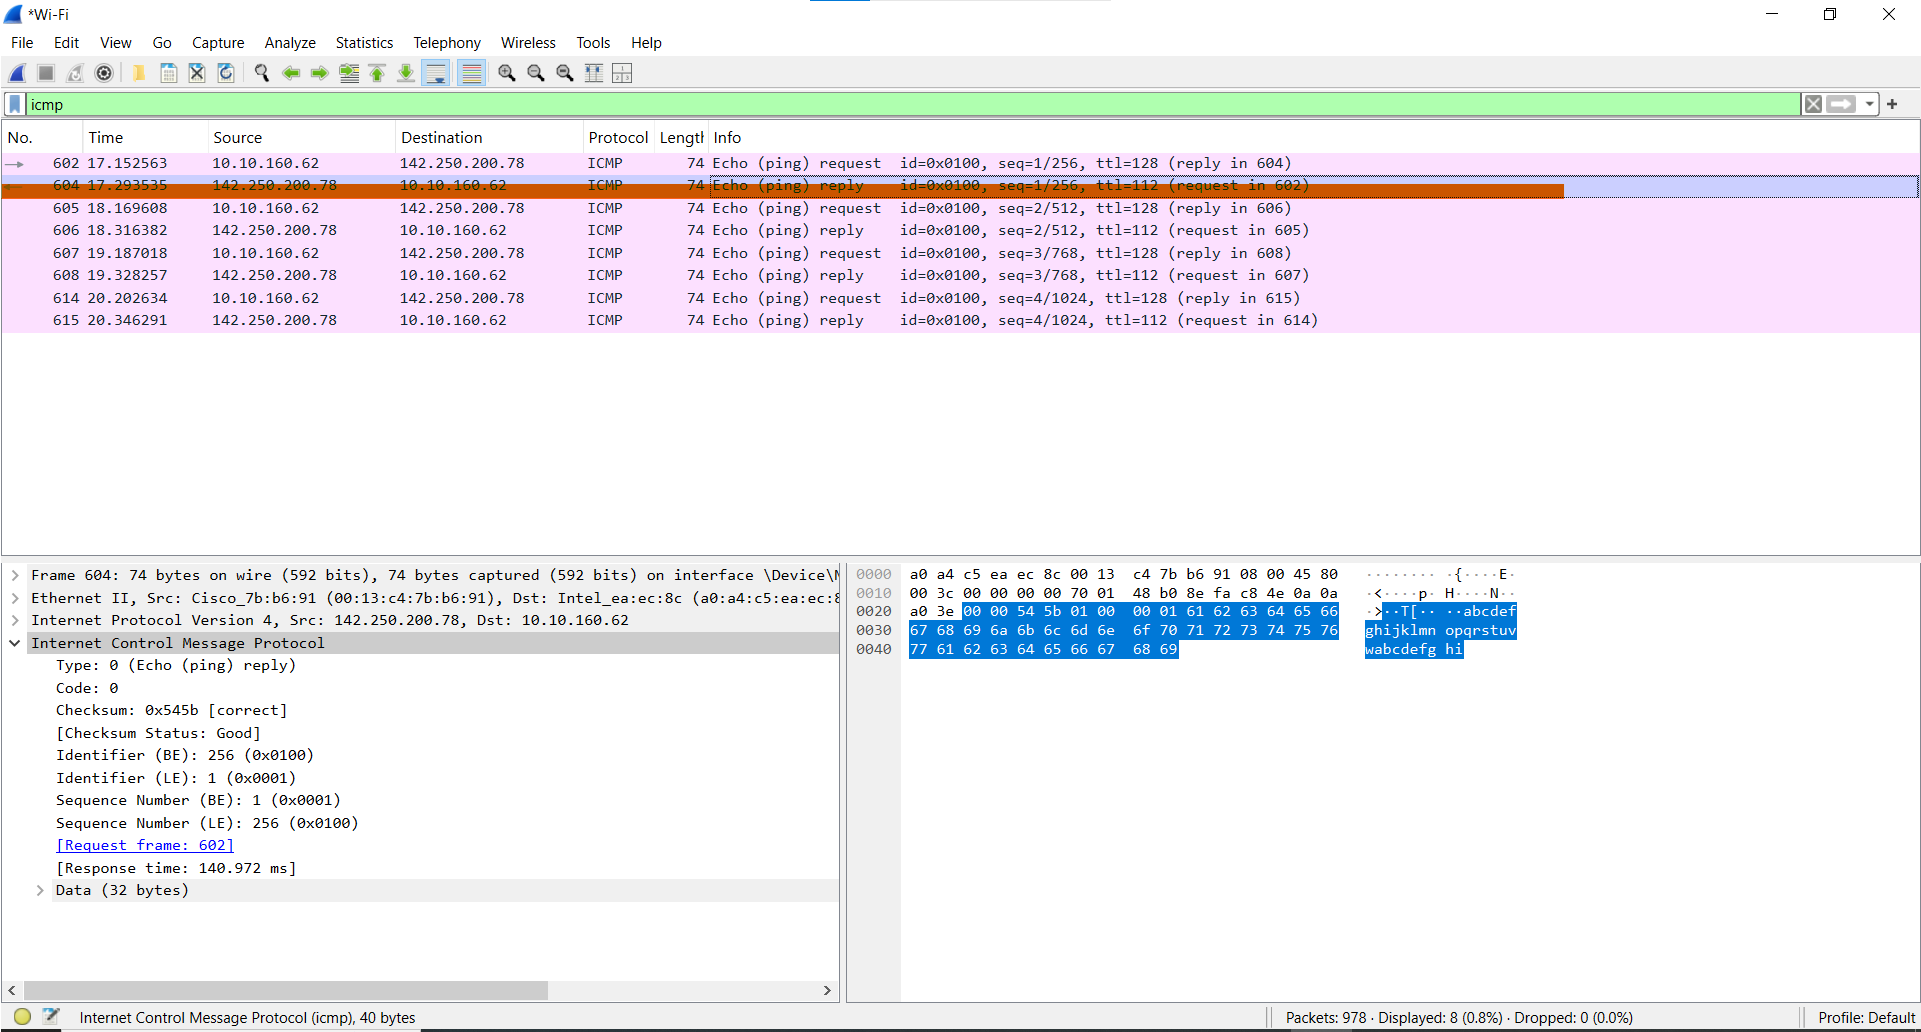 *Wi-Fi
File Edit View Go Capture Analyze Statistics Telephony Wireless Tools Help
icmp
No. Time Source Destination Protocol Lengtl Info
602 17.152563 10.10.160.62 142.250.200.78 ICMP 74 Echo (ping) request id=0x0100, seq=1/256, ttl=128 (reply in 604)
604 17.293535 142.250.200.78 10.10.160.62 ICMP 74 Echo (ping) reply id=0x0100, seq=1/256, ttl=112 (request in 602)
605 18.169608 10.10.160.62 142.250.200.78 ICMP 74 Echo (ping) request id=0x0100, seq=2/512, ttl=128 (reply in 606)
606 18.316382 142.250.200.78 10.10.160.62 ICMP 74 Echo (ping) reply id=0x0100, seq=2/512, ttl=112 (request in 605)
607 19.187018 10.10.160.62 142.250.200.78 ICMP 74 Echo (ping) request id=0x0100, seq=3/768, ttl=128 (reply in 608)
608 19.328257 142.250.200.78 10.10.160.62 ICMP 74 Echo (ping) reply id=0x0100, seq=3/768, ttl=112 (request in 607)
614 20.202634 10.10.160.62 142.250.200.78 ICMP 74 Echo (ping) request id=0x0100, seq=4/1024, ttl=128 (reply in 615)
615 20.346291 142.250.200.78 10.10.160.62 ICMP 74 Echo (ping) reply id=0x0100, seq=4/1024, ttl=112 (request in 614)
Frame 604: 74 bytes on wire (592 bits), 74 bytes captured (592 bits) on interface \Device\N
Ethernet II, Src: Cisco_7b:b6:91 (00:13:c4:7b:b6:91), Dst: Intel_ea:ec:8c (a0:a4:c5:ea:ec:8
Internet Protocol Version 4, Src: 142.250.200.78, Dst: 10.10.160.62
Internet Control Message Protocol
Type: 0 (Echo (ping) reply)
Code: 0
Checksum: 0x545b [correct]
[Checksum Status: Good]
Identifier (BE): 256 (0x0100)
Identifier (LE): 1 (0x0001)
Sequence Number (BE): 1 (0x0001)
Sequence Number (LE): 256 (0x0100)
[Request frame: 602]
[Response time: 140.972 ms]
Data (32 bytes)
0000 a0 a4 c5 ea ec 8c 00 13 c4 7b b6 91 08 00 45 80 ········ ·{····E·
0010 00 3c 00 00 00 00 70 01 48 b0 8e fa c8 4e 0a 0a ·<····p· H····N··
0020 a0 3e 00 00 54 5b 01 00 00 01 61 62 63 64 65 66 ·>··T[·· ··abcdef
0030 67 68 69 6a 6b 6c 6d 6e 6f 70 71 72 73 74 75 76 ghijklmn opqrstuv
0040 77 61 62 63 64 65 66 67 68 69 wabcdefg hi
Internet Control Message Protocol (icmp), 40 bytes
Packets: 978 · Displayed: 8 (0.8%) · Dropped: 0 (0.0%)
Profile: Default